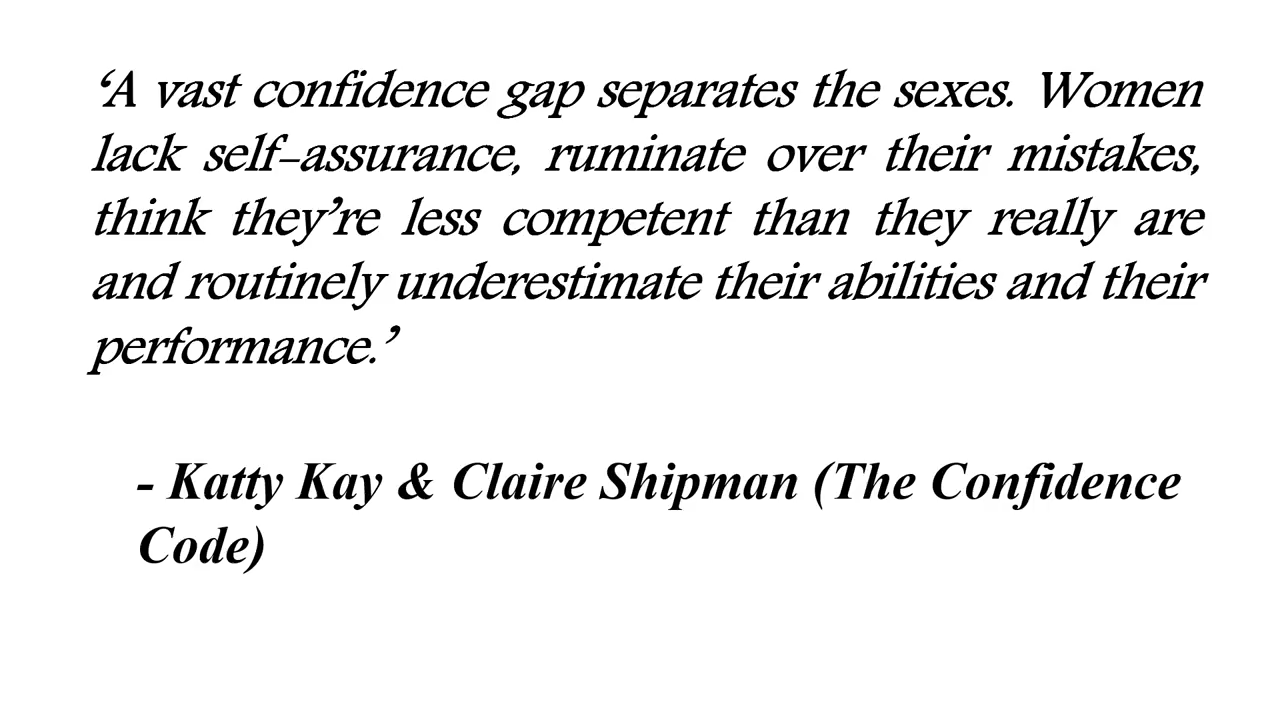 ‘A vast confidence gap separates the sexes. Women
lack self-assurance, ruminate over their mistakes,
think they’re less competent than they really are
and routinely underestimate their abilities and their
performance.’
- Katty Kay & Claire Shipman (The Confidence
Code)